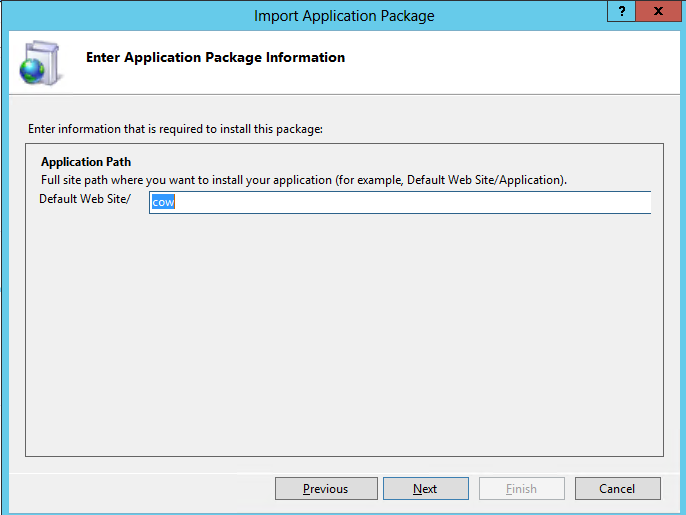 Import Application Package
?
X
Enter Application Package Information
Enter information that is required to install this package:
Application Path
Full site path where you want to install your application (for example, Default Web Site/Application).
Default Web Site/ cow
Previous Next Finish Cancel